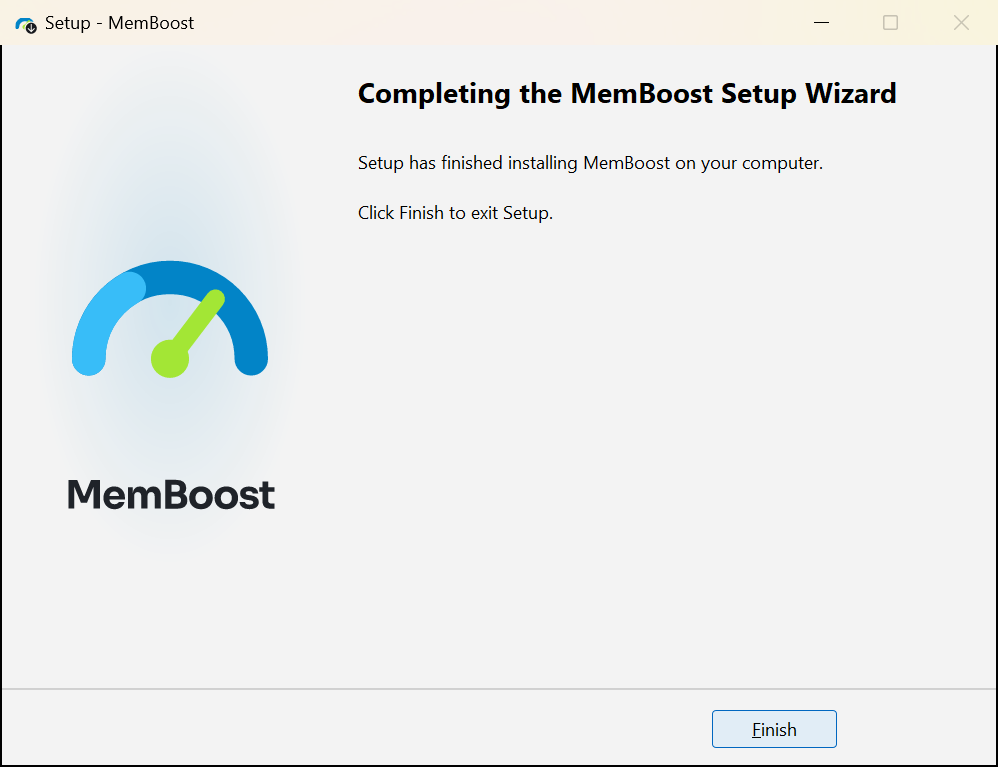 Setup - MemBoost
Completing the MemBoost Setup Wizard
Setup has finished installing MemBoost on your computer.
Click Finish to exit Setup.
MemBoost
Finish